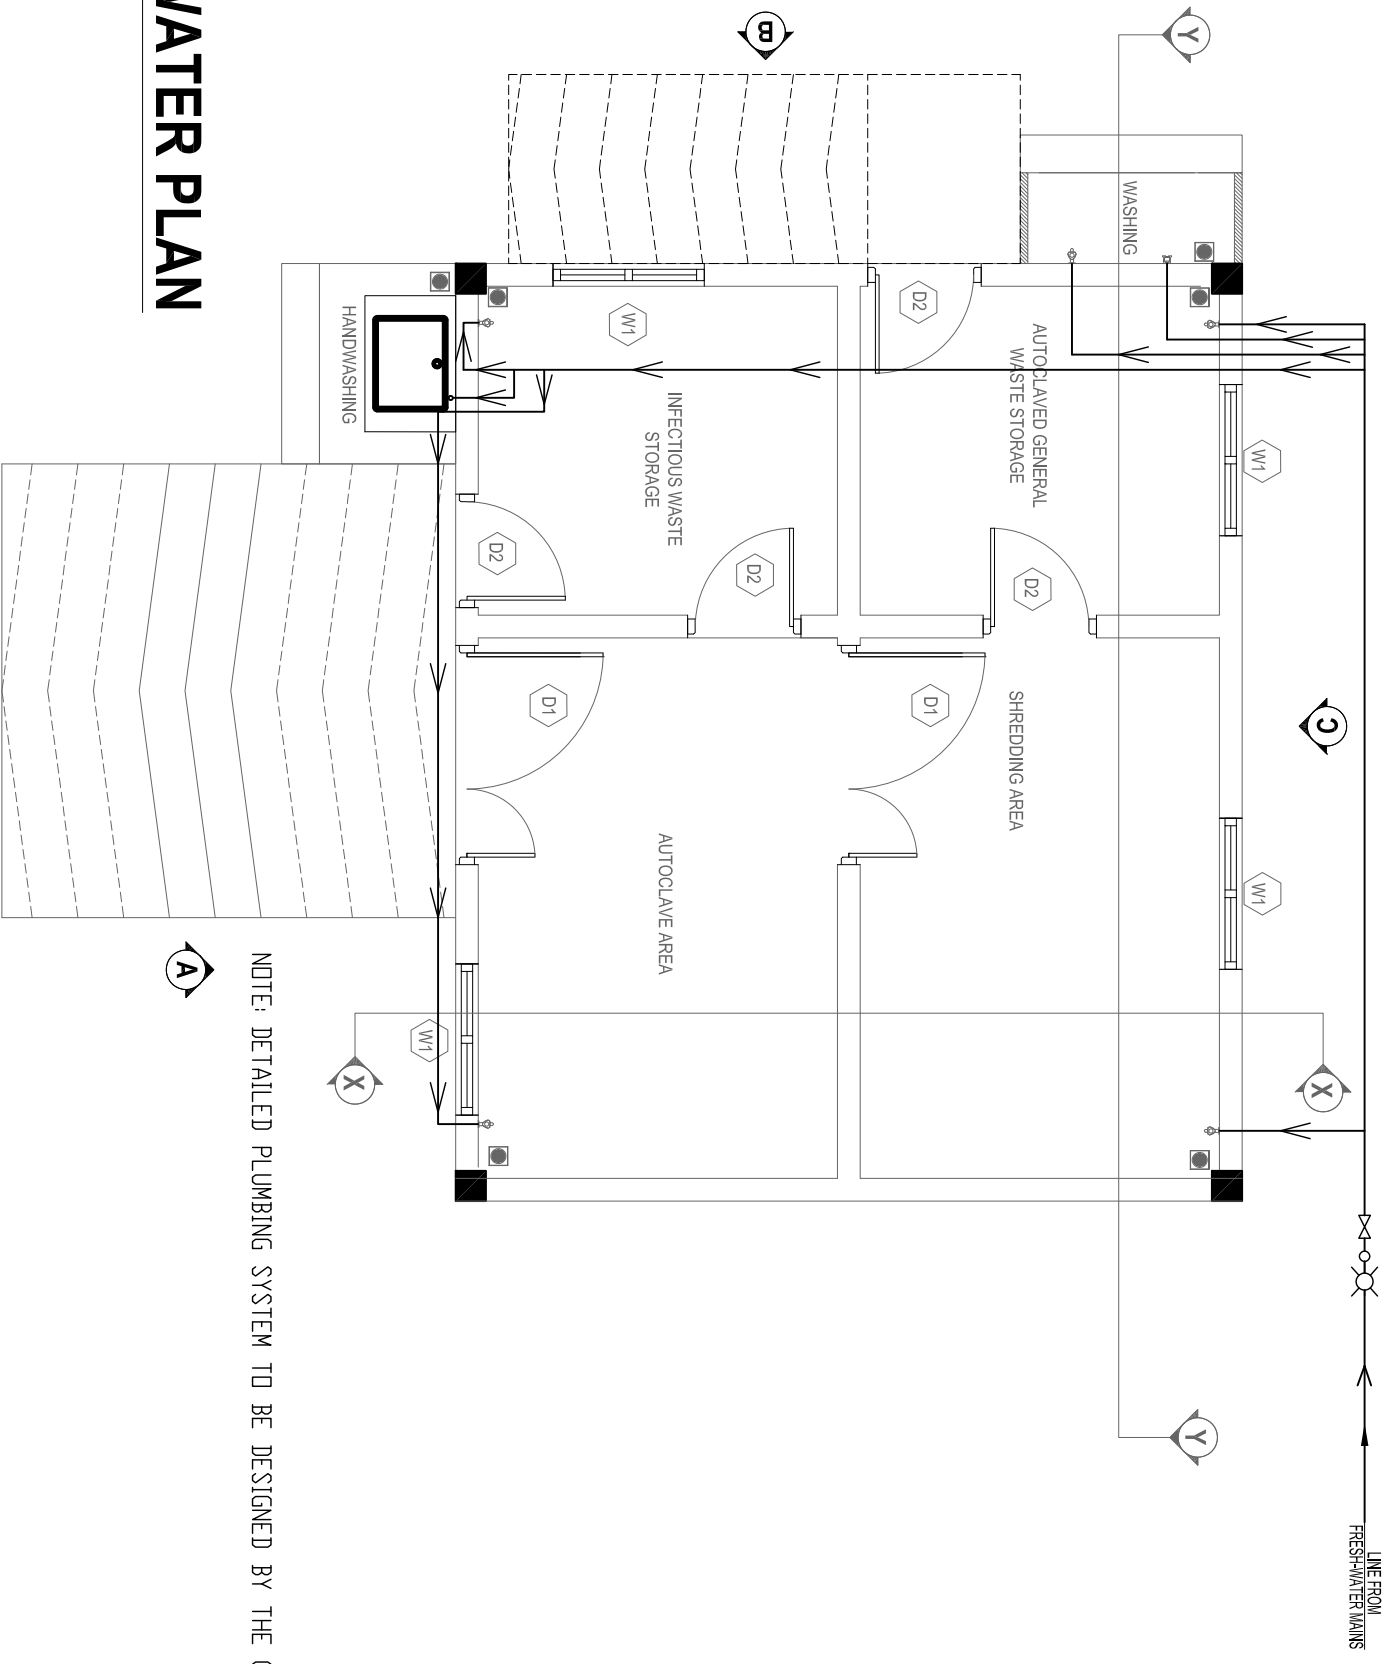 LINE FROM
FRESH-WATER MAINS
C
Y
Y
X
X
W1
W1
WASHING
AUTOCLAVED GENERAL
WASTE STORAGE
D2
D2
SHREDDING AREA
D1
B
W1
INFECTIOUS WASTE
STORAGE
D2
D2
AUTOCLAVE AREA
D1
W1
HANDWASHING
A
NOTE: DETAILED PLUMBING SYSTEM TO BE DESIGNED BY THE
WATER PLAN